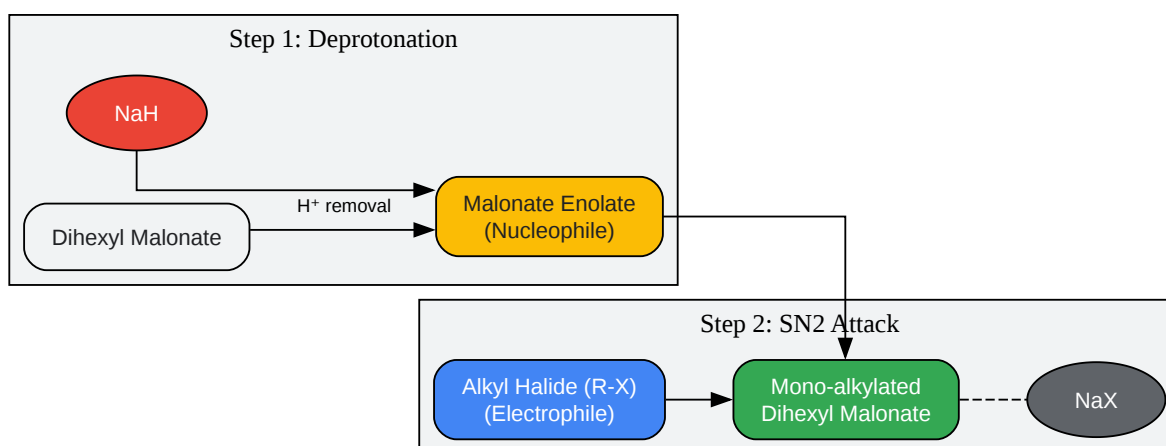 Step 1: Deprotonation
NaH
H⁺ removal
Dihexyl Malonate
Malonate Enolate
(Nucleophile)
Step 2: SN2 Attack
Alkyl Halide (R-X)
(Electrophile)
Mono-alkylated
Dihexyl Malonate
NaX